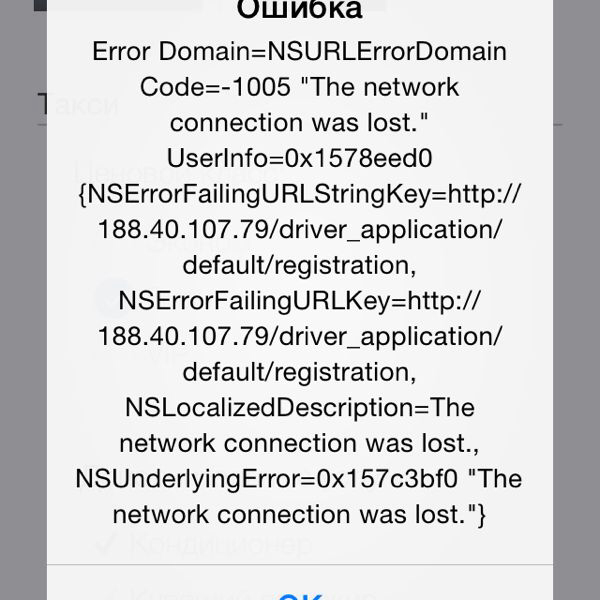 Ошибка
Error Domain=NSURLErrorDomain
Code=-1005 "The network
connection was lost."
UserInfo=0x1578eed0
{NSErrorFailingURLStringKey=http://
188.40.107.79/driver_application/
default/registration,
NSErrorFailingURLKey=http://
188.40.107.79/driver_application/
default/registration,
NSLocalizedDescription=The
network connection was lost.,
NSUnderlyingError=0x157c3bf0 "The
network connection was lost."}
OK
Такси
Ценовой класс:
Кондиционер